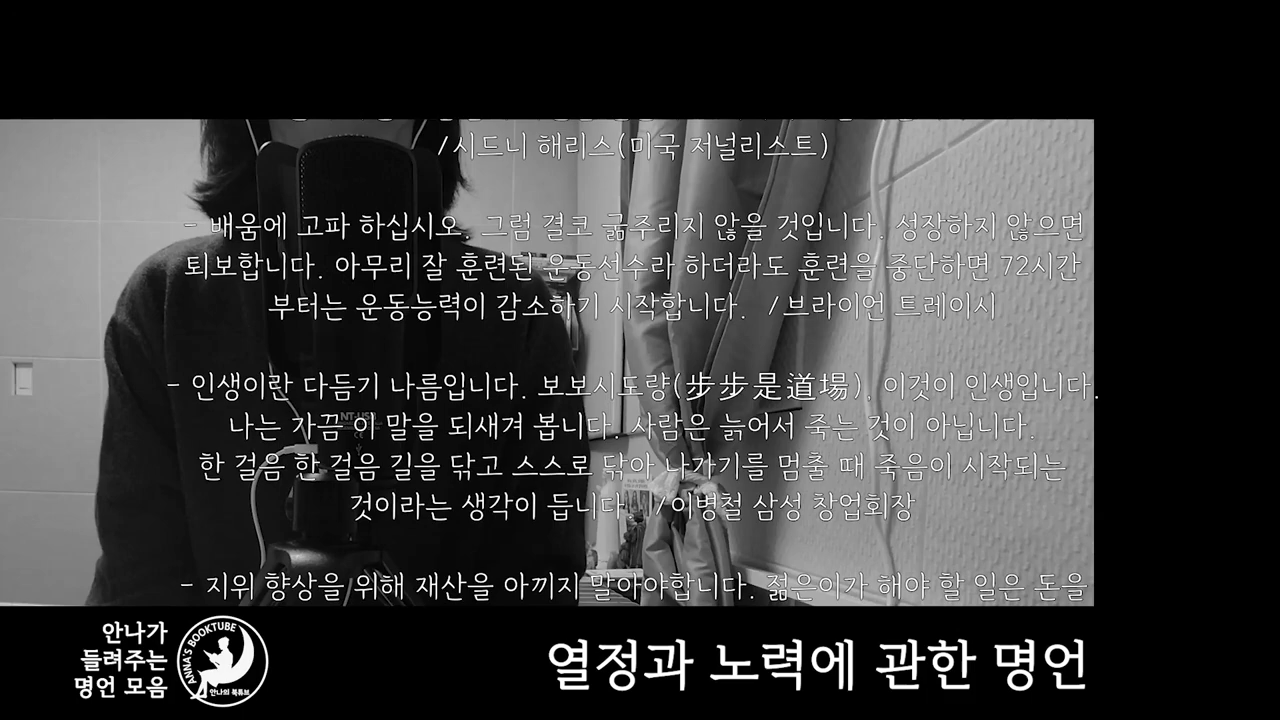 /시드니 해리스(미국 저널리스트)
- 배움에 고파 하십시오. 그럼 결코 굶주리지 않을 것입니다. 성장하지 않으면
퇴보합니다. 아무리 잘 훈련된 운동선수라 하더라도 훈련을 중단하면 72시간
부터는 운동능력이 감소하기 시작합니다. /브라이언 트레이시
- 인생이란 다듬기 나름입니다. 보보시도량(步步是道場), 이것이 인생입니다.
나는 가끔 이 말을 되새겨 봅니다. 사람은 늙어서 죽는 것이 아닙니다.
한 걸음 한 걸음 길을 닦고 스스로 닦아 나가기를 멈출 때 죽음이 시작되는
것이라는 생각이 듭니다. /이병철 삼성 창업회장
- 지위 향상을 위해 재산을 아끼지 말아야합니다. 젊은이가 해야 할 일은 돈을
NT-USB
안나가
들려주는
명언 모음
ANNA'S BOOKTUBE
안나의 북튜브
열정과 노력에 관한 명언